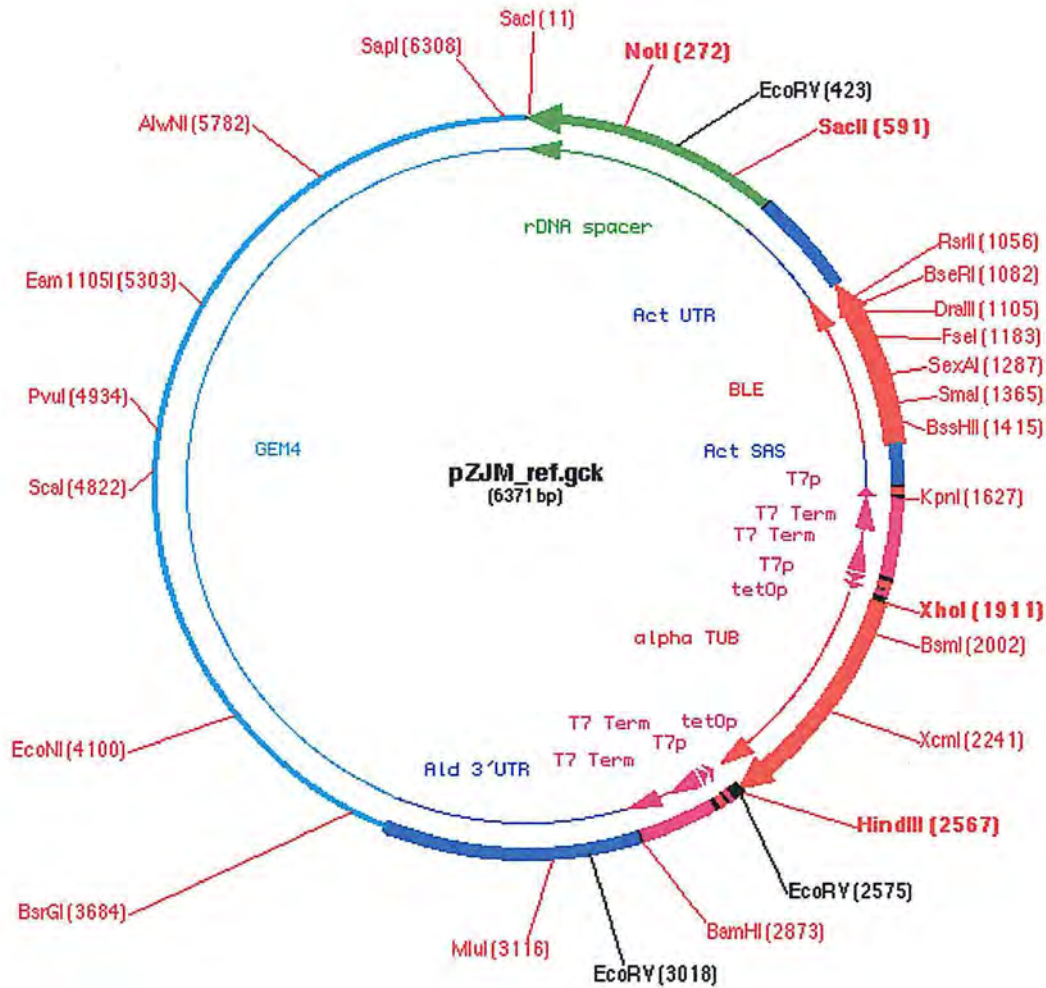 SacI (11)
SapI (6308)
NotI (272)
EcoRV (423)
AlwNI (5782)
SacII (591)
rDNA spacer
RsrII (1056)
BseRI (1082)
Eam1105I (5303)
DraIII (1105)
Act UTR
FseI (1183)
SexAI (1287)
BLE
PvuI (4934)
SmaI (1365)
BssHII (1415)
GEM4
Act SAS
pZJM_ref.gck
(6371 bp)
T7p
ScaI (4822)
KpnI (1627)
T7 Term
T7 Term
T7p
tetOp
XhoI (1911)
alpha TUB
BsmI (2002)
T7 Term
tetOp
EcoNI (4100)
T7p
XcmI (2241)
T7 Term
Ald 3'UTR
HindIII (2567)
EcoRV (2575)
BsrGI (3684)
BamHI (2873)
MluI (3116)
EcoRV (3018)